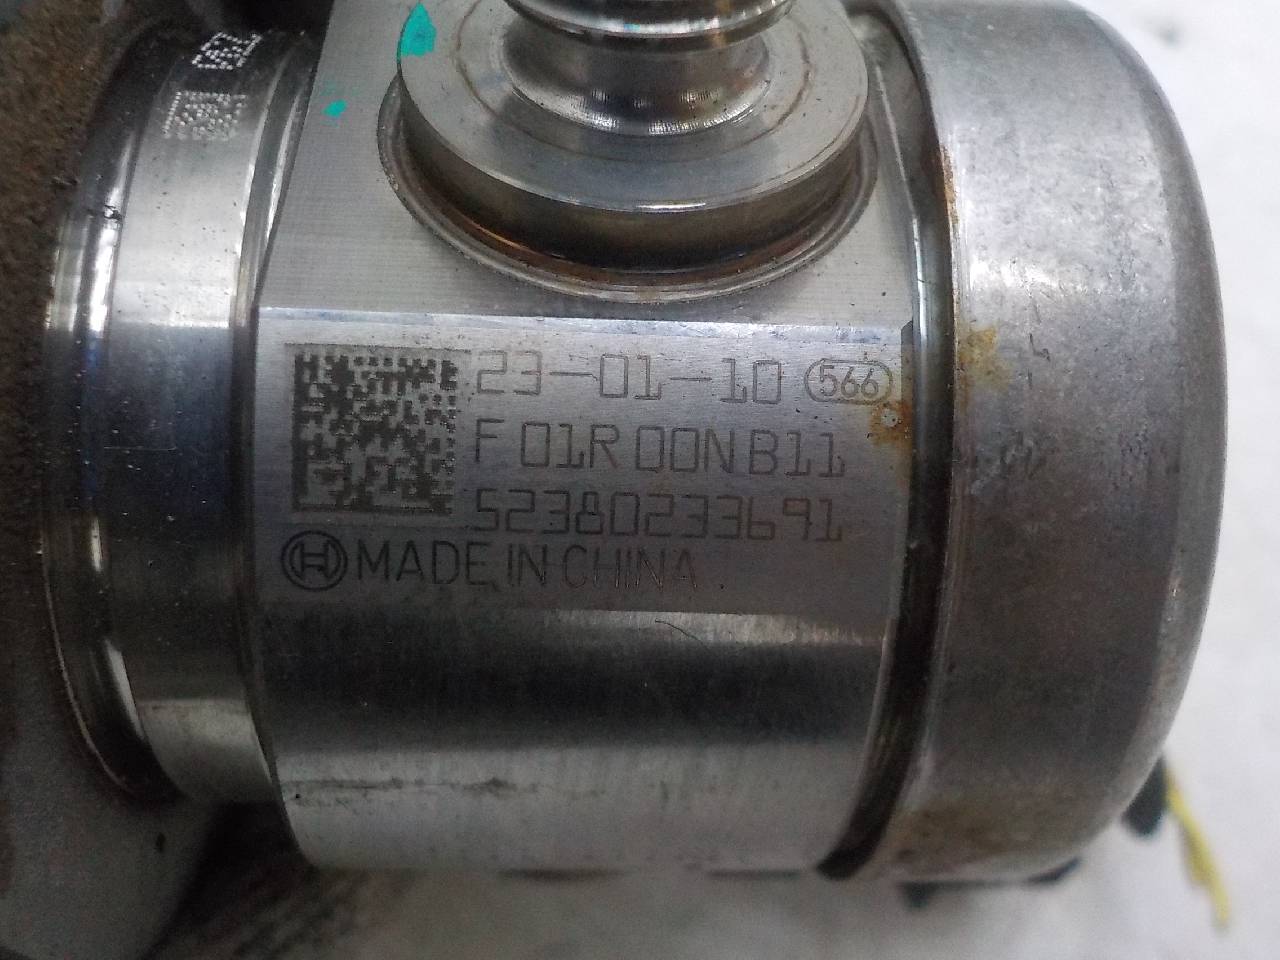 23-01-10 566
F 01R 00N B11
52380233691
MADE IN CHINA